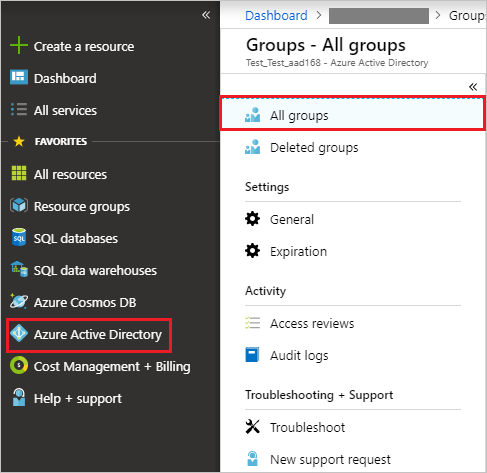 «
Create a resource
Dashboard
All services
FAVORITES
All resources
Resource groups
SQL databases
SQL data warehouses
Azure Cosmos DB
Azure Active Directory
Cost Management + Billing
Help + support
Dashboard > > Groups
Groups - All groups
Test_Test_aad168 - Azure Active Directory
«
All groups
Deleted groups
Settings
General
Expiration
Activity
Access reviews
Audit logs
Troubleshooting + Support
Troubleshoot
New support request